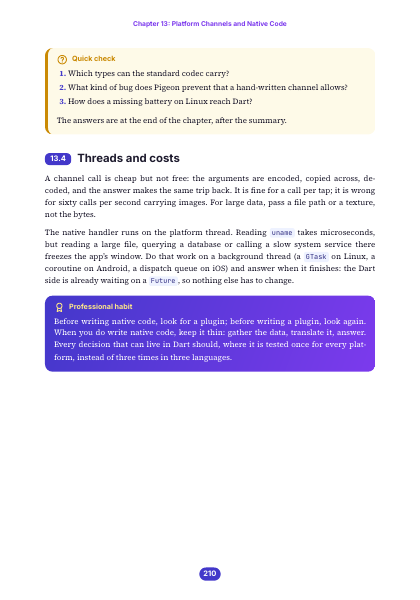 Chapter 13: Platform Channels and Native Code
Quick check
1. Which types can the standard codec carry?
2. What kind of bug does Pigeon prevent that a hand-written channel allows?
3. How does a missing battery on Linux reach Dart?
The answers are at the end of the chapter, after the summary.
13.4 Threads and costs
A channel call is cheap but not free: the arguments are encoded, copied across, de-
coded, and the answer makes the same trip back. It is fine for a call per tap; it is wrong
for sixty calls per second carrying images. For large data, pass a file path or a texture,
not the bytes.
The native handler runs on the platform thread. Reading uname takes microseconds,
but reading a large file, querying a database or calling a slow system service there
freezes the app's window. Do that work on a background thread (a GTask on Linux, a
coroutine on Android, a dispatch queue on iOS) and answer when it finishes: the Dart
side is already waiting on a Future, so nothing else has to change.
Professional habit
Before writing native code, look for a plugin; before writing a plugin, look again.
When you do write native code, keep it thin: gather the data, translate it, answer.
Every decision that can live in Dart should, where it is tested once for every plat-
form, instead of three times in three languages.
210